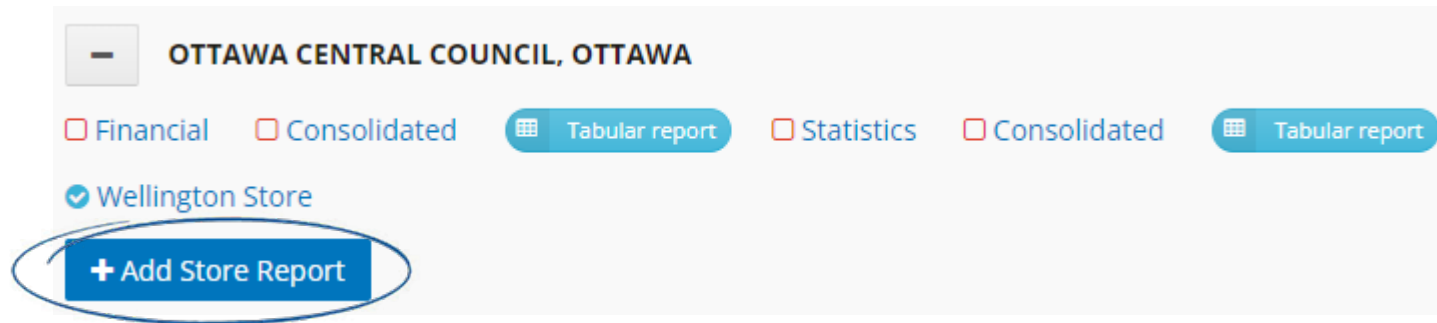 OTTAWA CENTRAL COUNCIL, OTTAWA
Financial Consolidated Tabular report Statistics Consolidated Tabular report
Wellington Store
+ Add Store Report